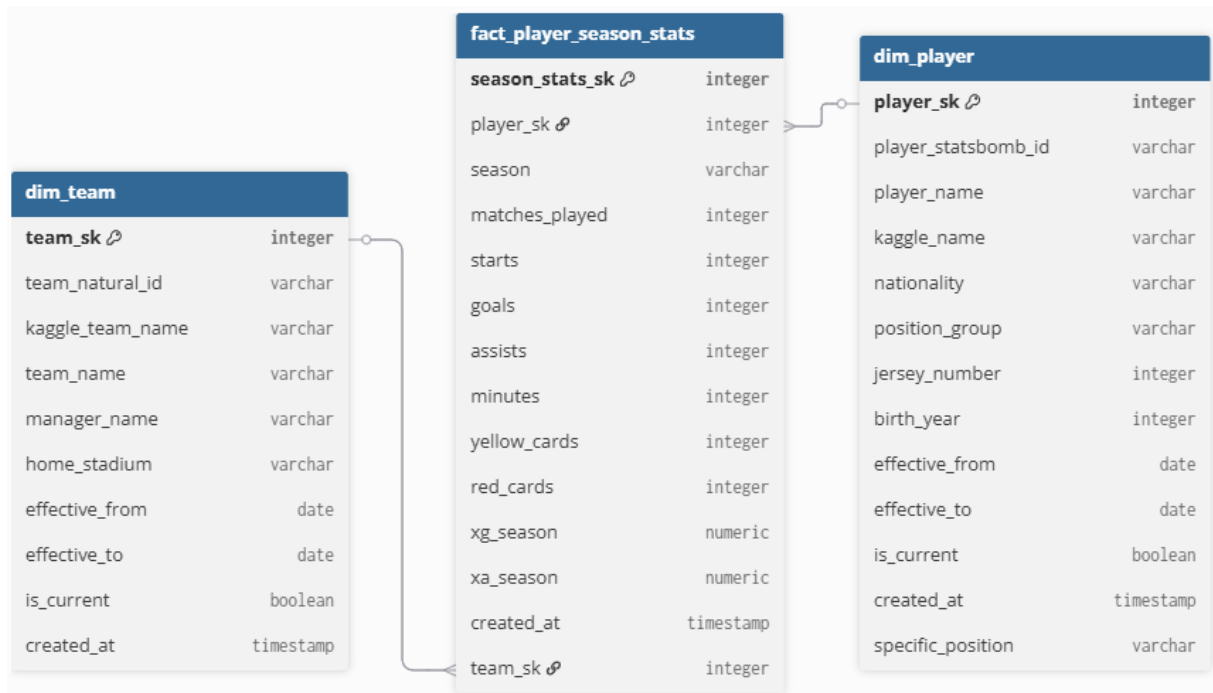 dim_team
team_sk integer
team_natural_id varchar
kaggle_team_name varchar
team_name varchar
manager_name varchar
home_stadium varchar
effective_from date
effective_to date
is_current boolean
created_at timestamp
fact_player_season_stats
season_stats_sk integer
player_sk integer
season varchar
matches_played integer
starts integer
goals integer
assists integer
minutes integer
yellow_cards integer
red_cards integer
xg_season numeric
xa_season numeric
created_at timestamp
team_sk integer
dim_player
player_sk integer
player_statsbomb_id varchar
player_name varchar
kaggle_name varchar
nationality varchar
position_group varchar
jersey_number integer
birth_year integer
effective_from date
effective_to date
is_current boolean
created_at timestamp
specific_position varchar